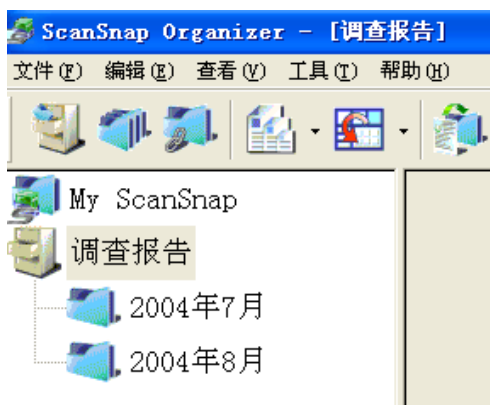 ScanSnap Organizer - [调查报告]
文件(F) 编辑(E) 查看(V) 工具(T) 帮助(H)
My ScanSnap
调查报告
2004年7月
2004年8月